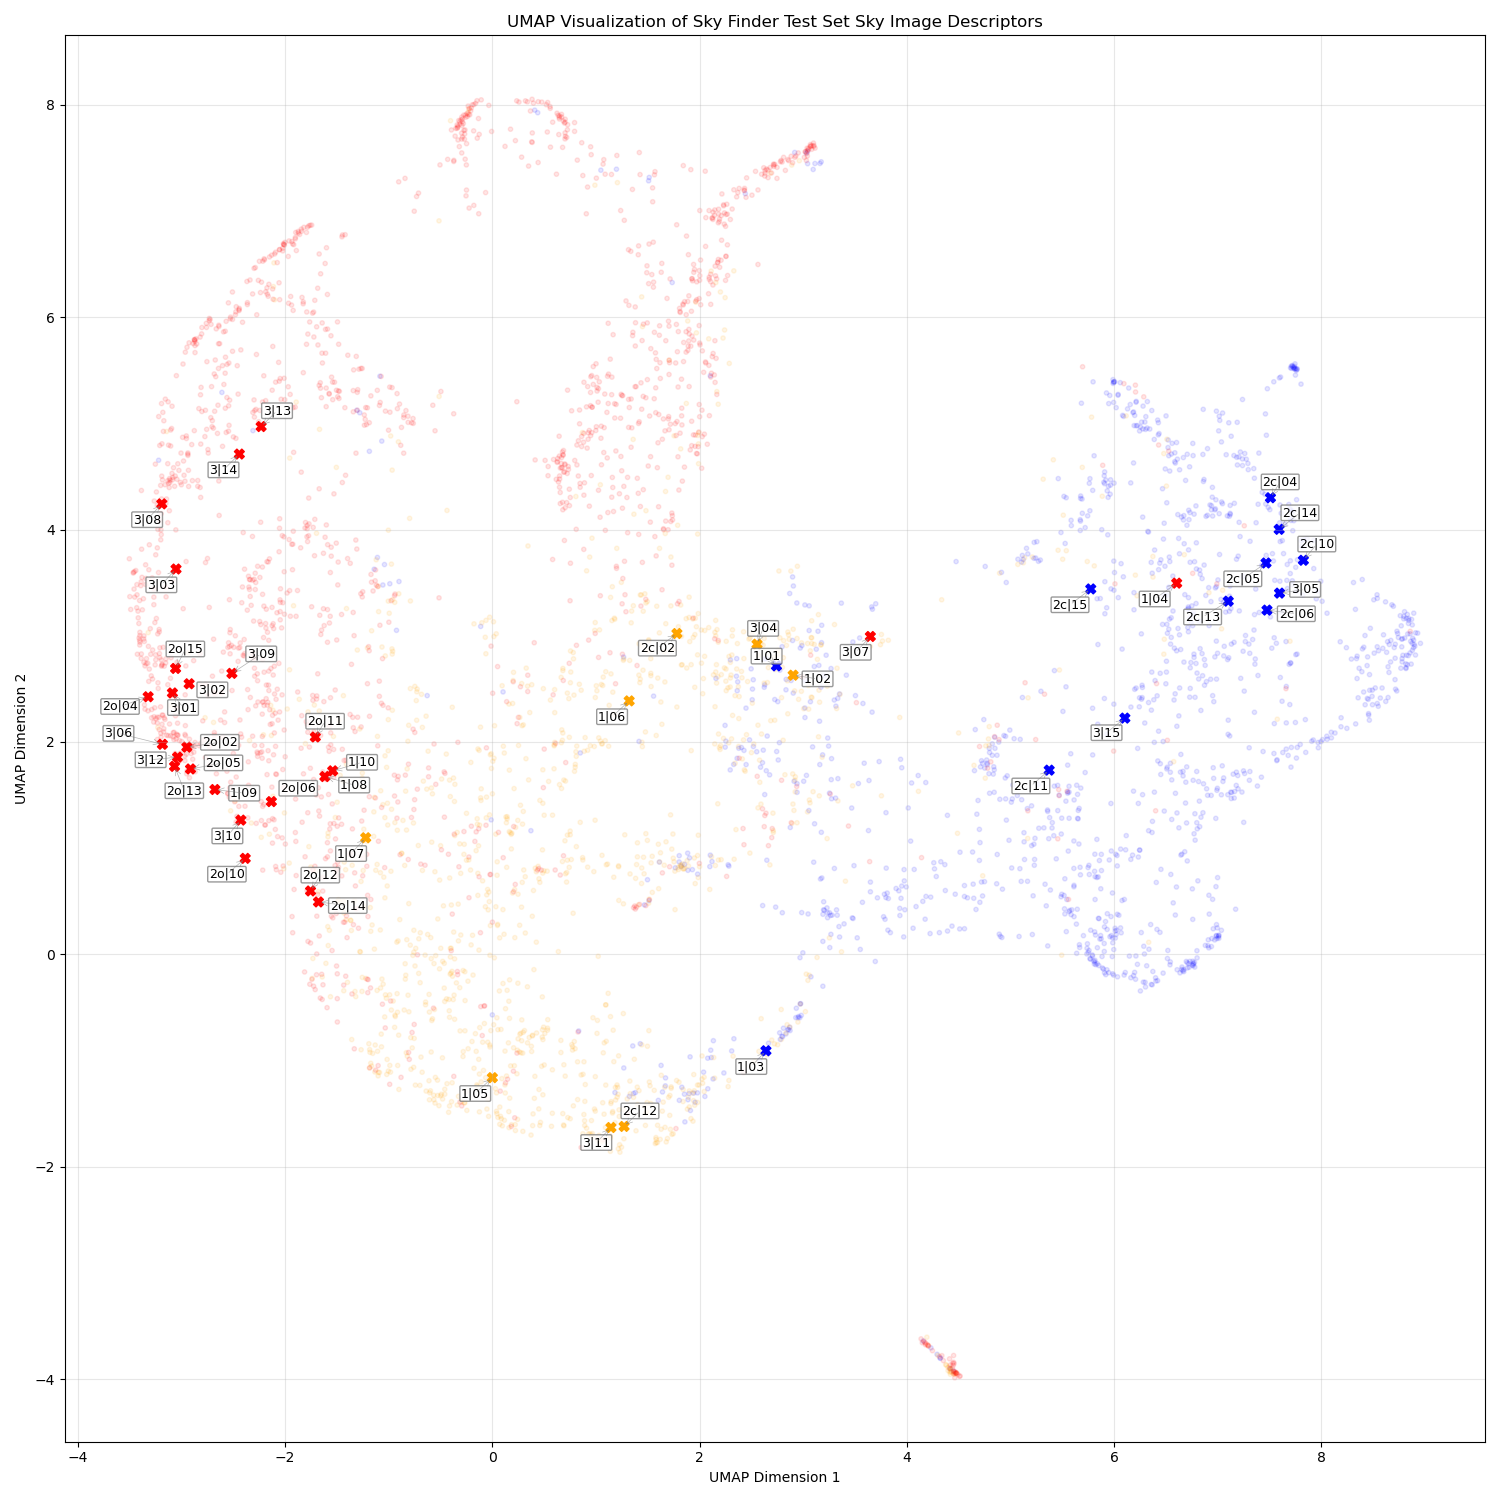 UMAP Visualization of Sky Finder Test Set Sky Image Descriptors
8
6
3|13
3|14
2c|04
4
3|08
2c|14
2c|10
3|03
2c|05
3|05
2c|15
1|04
2c|13
2c|06
3|04
2o|15
3|09
2c|02
3|07
1|01
1|02
3|02
2o|04
3|01
1|06
2o|11
3|06
3|15
2
2o|02
3|12
2o|05
1|10
2c|11
2o|13
1|09
2o|06
1|08
3|10
1|07
2o|10
2o|12
2o|14
0
1|03
1|05
2c|12
3|11
−2
−4
−4
−2
0
2
4
6
8
UMAP Dimension 1
UMAP Dimension 2